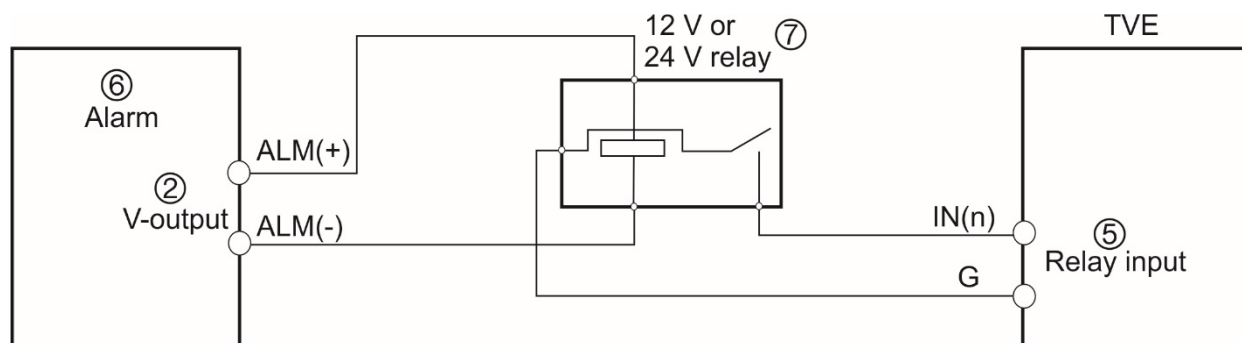 12 V or
24 V relay ⑦
TVE
⑥
Alarm
ALM(+)
②
V-output
ALM(-)
IN(n)
⑤
Relay input
G